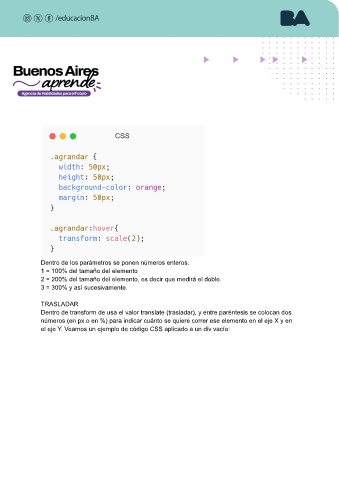 /educacionBA
BA
Buenos Aires
aprende
Agencia de Habilidades para el Futuro
CSS
.agrandar {
width: 50px;
height: 50px;
background-color: orange;
margin: 50px;
}
.agrandar:hover{
transform: scale(2);
}
Dentro de los parámetros se ponen números enteros.
1 = 100% del tamaño del elemento
2 = 200% del tamaño del elemento, es decir que medirá el doble.
3 = 300% y así sucesivamente.
TRASLADAR
Dentro de transform de usa el valor translate (trasladar), y entre paréntesis se colocan dos
números (en px o en %) para indicar cuánto se quiere correr ese elemento en el eje X y en
el eje Y. Veamos un ejemplo de código CSS aplicado a un div vacío: